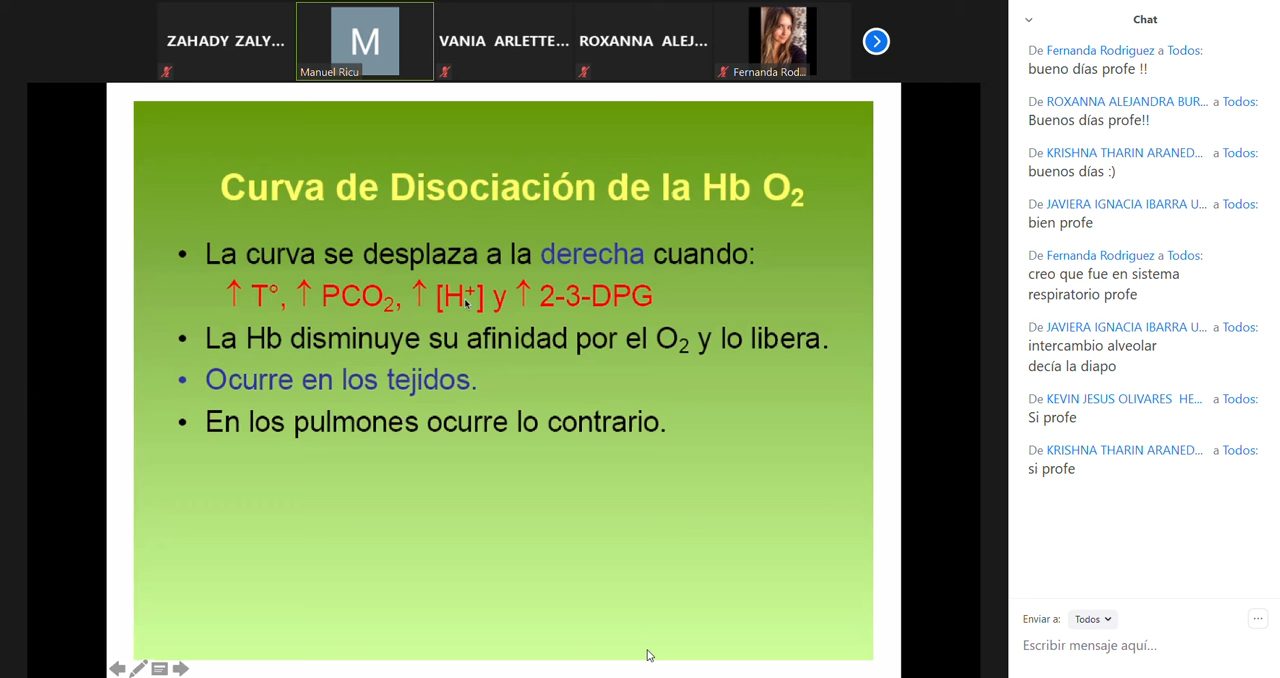 ZAHADY ZALY...
M
Manuel Ricu
VANIA ARLETTE...
ROXANNA ALEJ...
Fernanda Rod...
Curva de Disociación de la Hb O₂
• La curva se desplaza a la derecha cuando:
↑ T°, ↑ PCO₂, ↑ [H⁺] y ↑ 2-3-DPG
• La Hb disminuye su afinidad por el O₂ y lo libera.
• Ocurre en los tejidos.
• En los pulmones ocurre lo contrario.
Chat
De Fernanda Rodriguez a Todos:
bueno días profe !!
De ROXANNA ALEJANDRA BUR... a Todos:
Buenos días profe!!
De KRISHNA THARIN ARANED... a Todos:
buenos días :)
De JAVIERA IGNACIA IBARRA U... a Todos:
bien profe
De Fernanda Rodriguez a Todos:
creo que fue en sistema
respiratorio profe
De JAVIERA IGNACIA IBARRA U... a Todos:
intercambio alveolar
decía la diapo
De KEVIN JESUS OLIVARES HE... a Todos:
Si profe
De KRISHNA THARIN ARANED... a Todos:
si profe
Enviar a: Todos
Escribir mensaje aquí...